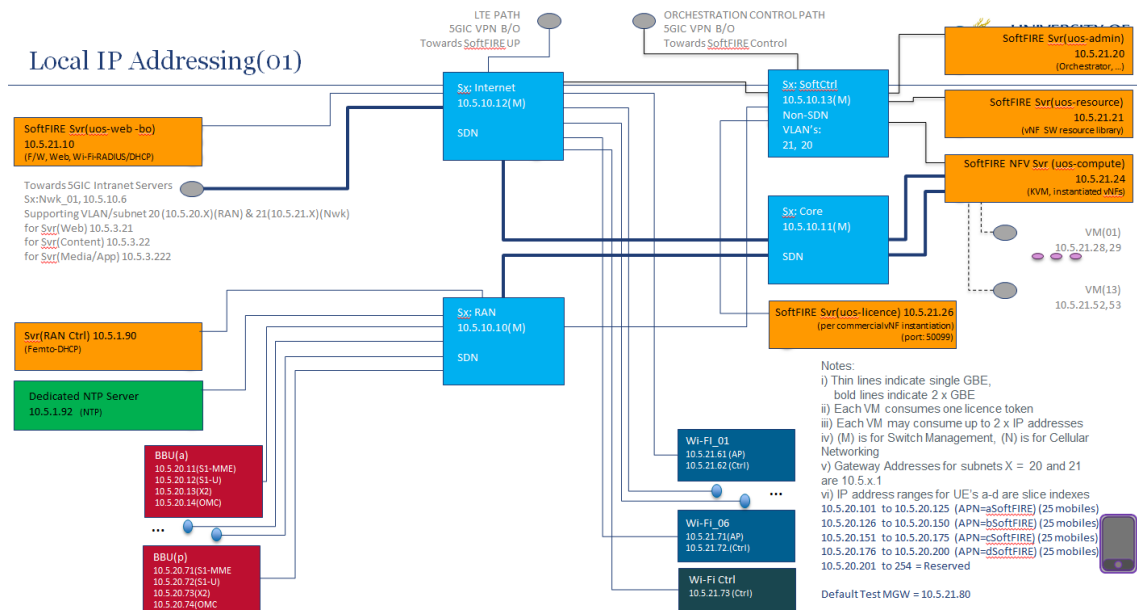 Local IP Addressing(01)
LTE PATH
5GIC VPN B/O
Towards SoftFIRE UP
ORCHESTRATION CONTROL PATH
5GIC VPN B/O
Towards SoftFIRE Control
SoftFIRE Svr(uos-admin)
10.5.21.20
(Orchestrator, ...)
Sx: Internet
10.5.10.12(M)
SDN
Sx: SoftCtrl
10.5.10.13(M)
Non-SDN
VLAN's:
21, 20
SoftFIRE Svr(uos-resource)
10.5.21.21
(vNF SW resource library)
SoftFIRE Svr(uos-web -bo)
10.5.21.10
(F/W, Web, Wi-Fi-RADIUS/DHCP)
SoftFIRE NFV Svr (uos-compute)
10.5.21.24
(KVM, instantiated vNFs)
Towards 5GIC Intranet Servers
Sx:Nwk_01, 10.5.10.6
Supporting VLAN/subnet 20 (10.5.20.X)(RAN) & 21(10.5.21.X)(Nwk)
for Svr(Web) 10.5.3.21
for Svr(Content) 10.5.3.22
for Svr(Media/App) 10.5.3.222
Sx: Core
10.5.10.11(M)
SDN
VM(01)
10.5.21.28,29
VM(13)
10.5.21.52,53
Sx: RAN
10.5.10.10(M)
SDN
SoftFIRE Svr(uos-licence) 10.5.21.26
(per commercialvNF instantiation)
(port: 50099)
Svr(RAN Ctrl) 10.5.1.90
(Femto-DHCP)
Dedicated NTP Server
10.5.1.92 (NTP)
BBU(a)
10.5.20.11(S1-MME)
10.5.20.12(S1-U)
10.5.20.13(X2)
10.5.20.14(OMC)
...
BBU(p)
10.5.20.71(S1-MME
10.5.20.72(S1-U)
10.5.20.73(X2)
10.5.20.74(OMC
Wi-FI_01
10.5.21.61(AP)
10.5.21.62(Ctrl)
...
Wi-Fi_06
10.5.21.71(AP)
10.5.21.72.(Ctrl)
Wi-Fi Ctrl
10.5.21.73 (Ctrl)
Notes:
i) Thin lines indicate single GBE,
bold lines indicate 2 x GBE
ii) Each VM consumes one licence token
iii) Each VM may consume up to 2 x IP addresses
iv) (M) is for Switch Management, (N) is for Cellular
Networking
v) Gateway Addresses for subnets X = 20 and 21
are 10.5.x.1
vi) IP address ranges for UE's a-d are slice indexes
10.5.20.101 to 10.5.20.125 (APN=aSoftFIRE) (25 mobiles)
10.5.20.126 to 10.5.20.150 (APN=bSoftFIRE) (25 mobiles)
10.5.20.151 to 10.5.20.175 (APN=cSoftFIRE) (25 mobiles)
10.5.20.176 to 10.5.20.200 (APN=dSoftFIRE) (25 mobiles)
10.5.20.201 to 254 = Reserved
Default Test MGW = 10.5.21.80